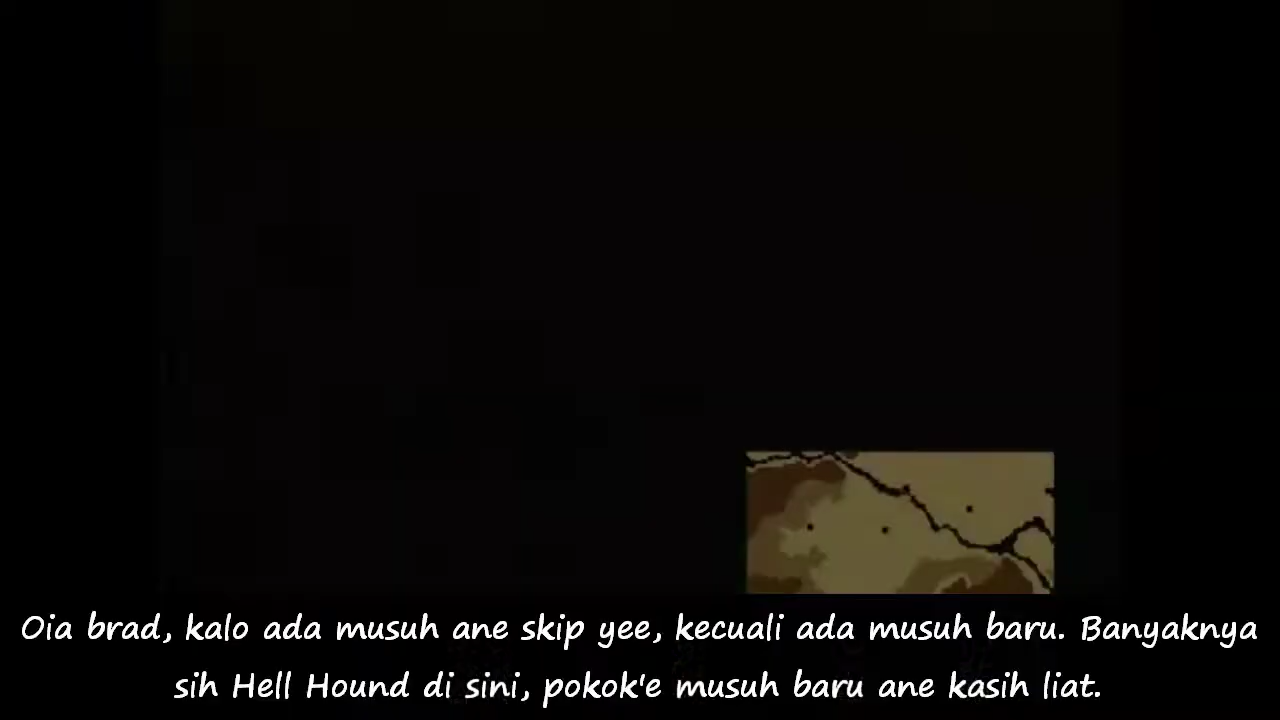 Oia brad, kalo ada musuh ane skip yee, kecuali ada musuh baru. Banyaknya
sih Hell Hound di sini, pokok'e musuh baru ane kasih liat.